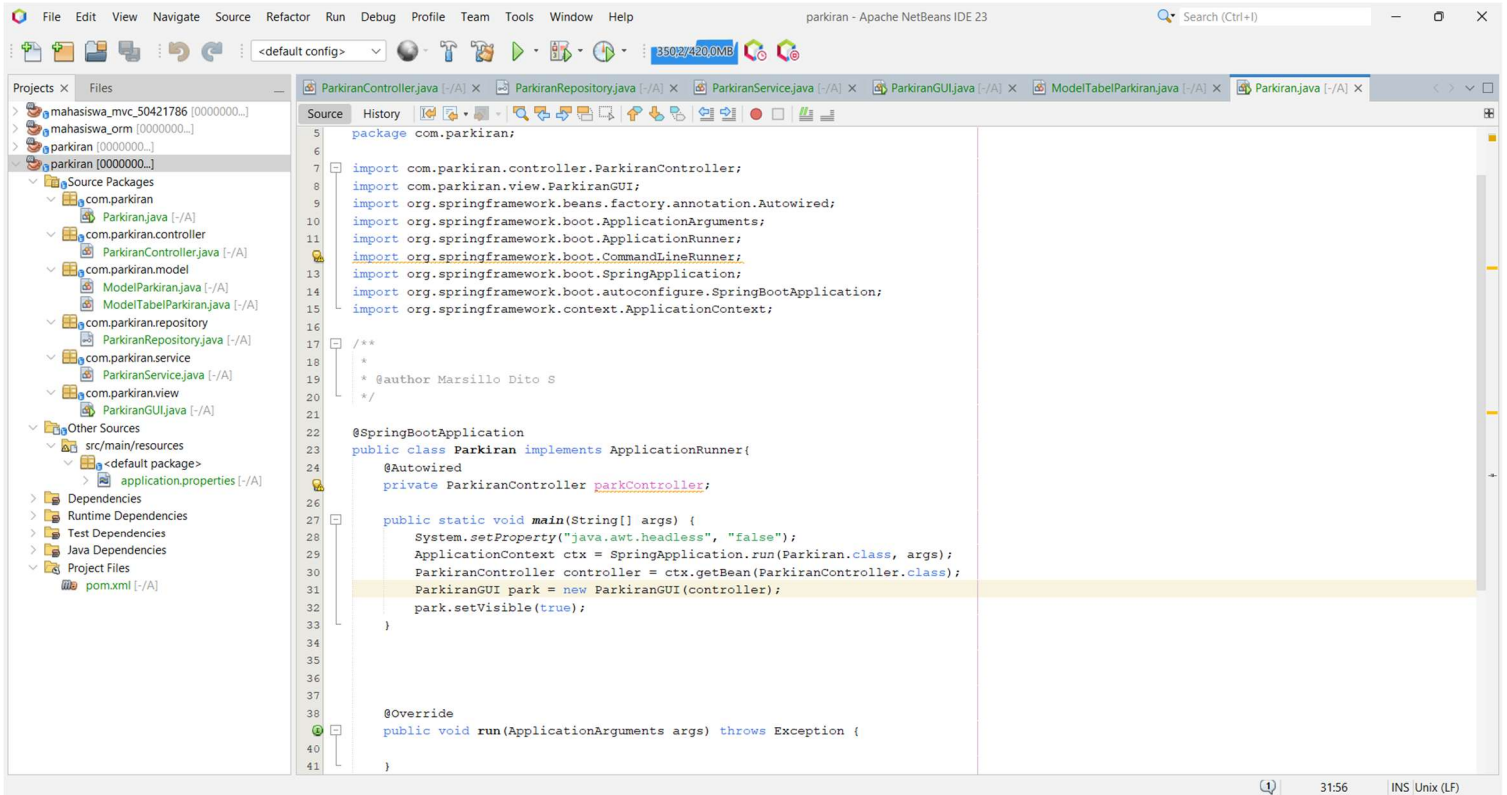 File Edit View Navigate Source Refactor Run Debug Profile Team Tools Window Help parkiran - Apache NetBeans IDE 23 Search (Ctrl+I)
<default config> 350,2/420,0MB
Projects Files
ParkiranController.java [-/A] ParkiranRepository.java [-/A] ParkiranService.java [-/A] ParkiranGUI.java [-/A] ModelTabelParkiran.java [-/A] Parkiran.java [-/A]
Source History
mahasiswa_mvc_50421786 [0000000...]
mahasiswa_orm [0000000...]
parkiran [0000000...]
parkiran [0000000...]
Source Packages
com.parkiran
Parkiran.java [-/A]
com.parkiran.controller
ParkiranController.java [-/A]
com.parkiran.model
ModelParkiran.java [-/A]
ModelTabelParkiran.java [-/A]
com.parkiran.repository
ParkiranRepository.java [-/A]
com.parkiran.service
ParkiranService.java [-/A]
com.parkiran.view
ParkiranGUI.java [-/A]
Other Sources
src/main/resources
<default package>
application.properties [-/A]
Dependencies
Runtime Dependencies
Test Dependencies
Java Dependencies
Project Files
pom.xml [-/A]
5 package com.parkiran;
6
7 import com.parkiran.controller.ParkiranController;
8 import com.parkiran.view.ParkiranGUI;
9 import org.springframework.beans.factory.annotation.Autowired;
10 import org.springframework.boot.ApplicationArguments;
11 import org.springframework.boot.ApplicationRunner;
import org.springframework.boot.CommandLineRunner;
13 import org.springframework.boot.SpringApplication;
14 import org.springframework.boot.autoconfigure.SpringBootApplication;
15 import org.springframework.context.ApplicationContext;
16
17 /**
18 *
19 * @author Marsillo Dito S
20 */
21
22 @SpringBootApplication
23 public class Parkiran implements ApplicationRunner{
24 @Autowired
private ParkiranController parkController;
26
27 public static void main(String[] args) {
28 System.setProperty("java.awt.headless", "false");
29 ApplicationContext ctx = SpringApplication.run(Parkiran.class, args);
30 ParkiranController controller = ctx.getBean(ParkiranController.class);
31 ParkiranGUI park = new ParkiranGUI(controller);
32 park.setVisible(true);
33 }
34
35
36
37
38 @Override
public void run(ApplicationArguments args) throws Exception {
40
41 }
1 31:56 INS Unix (LF)